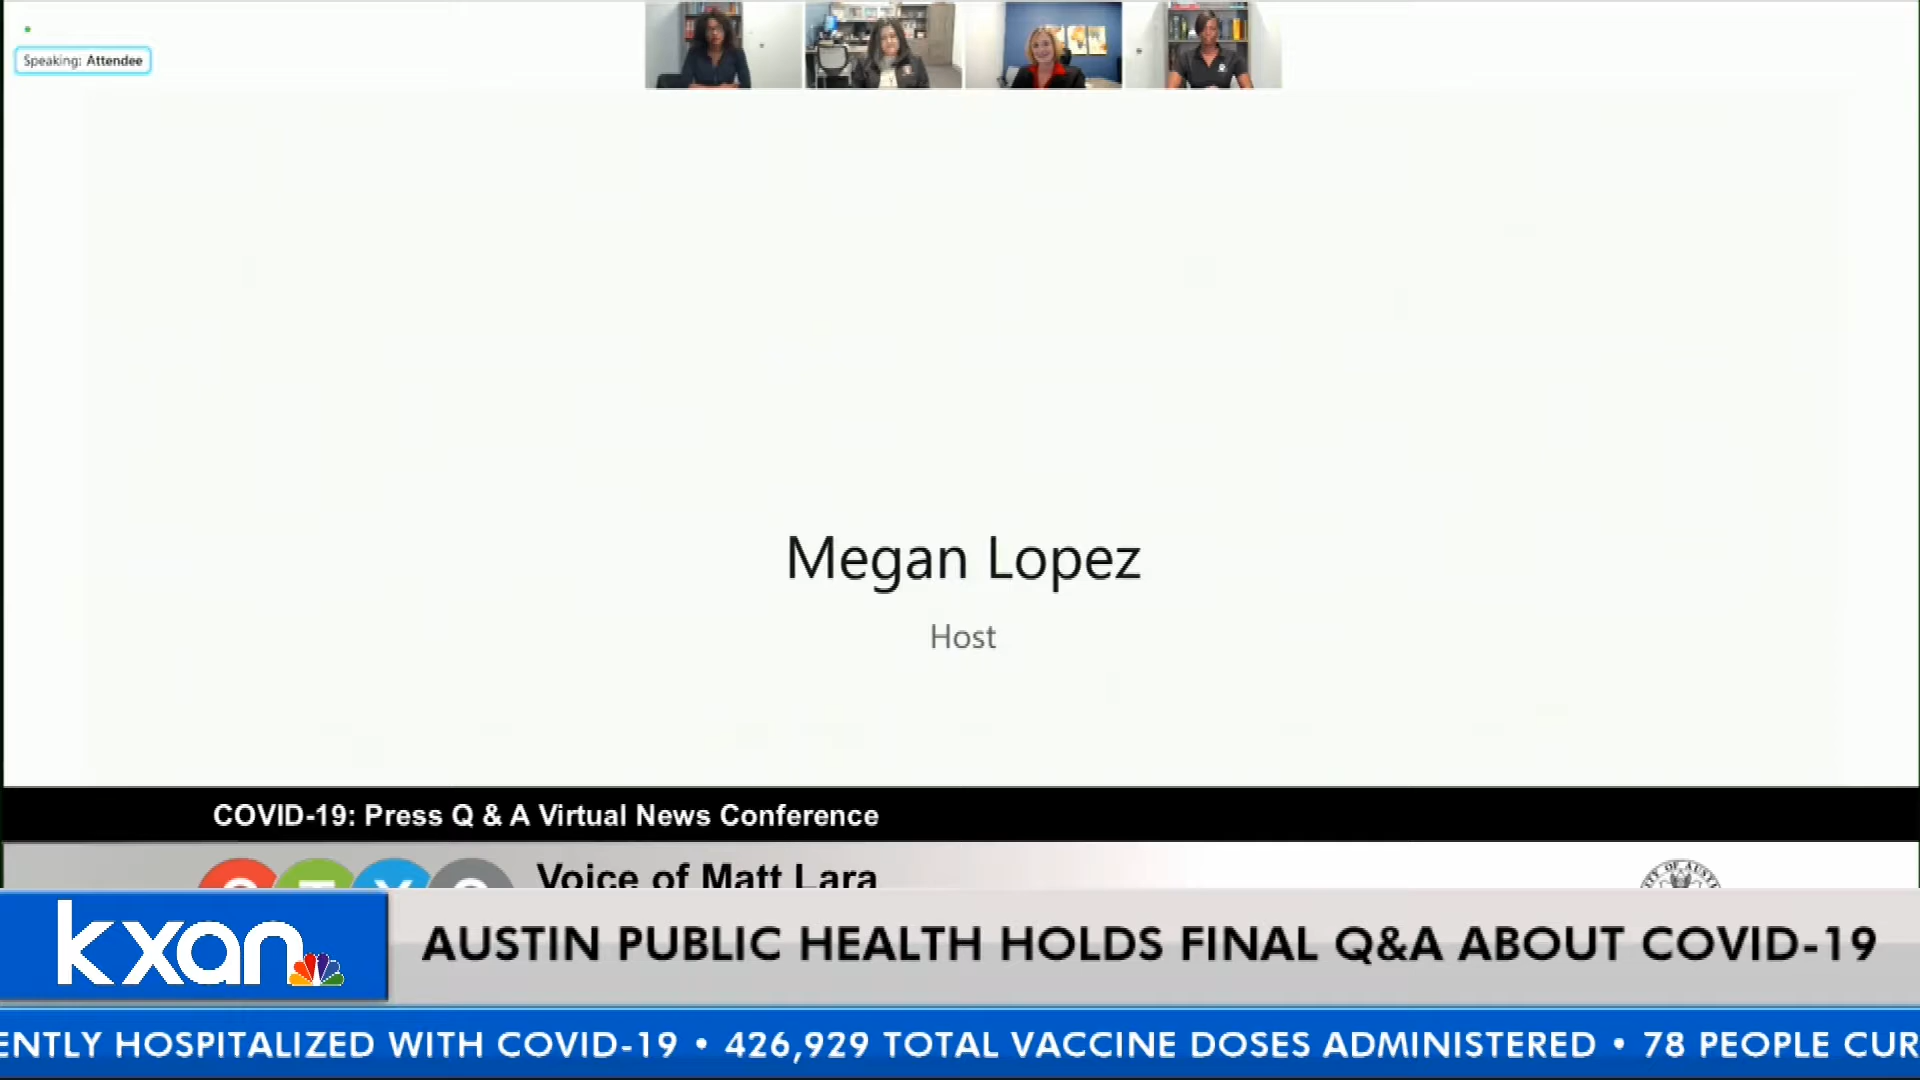 Speaking: Attendee
Megan Lopez
Host
COVID-19: Press Q & A Virtual News Conference
Voice of Matt Lara
kxan
AUSTIN PUBLIC HEALTH HOLDS FINAL Q&A ABOUT COVID-19
ENTLY HOSPITALIZED WITH COVID-19 • 426,929 TOTAL VACCINE DOSES ADMINISTERED • 78 PEOPLE CUR